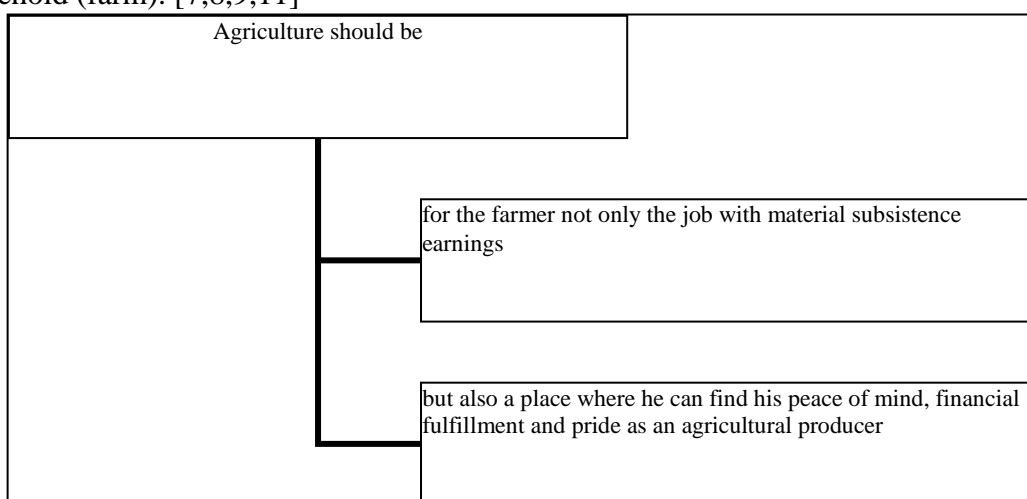 (farm). [7,8,9,11]
Agriculture should be
for the farmer not only the job with material subsistence
earnings
but also a place where he can find his peace of mind, financial
fulfillment and pride as an agricultural producer